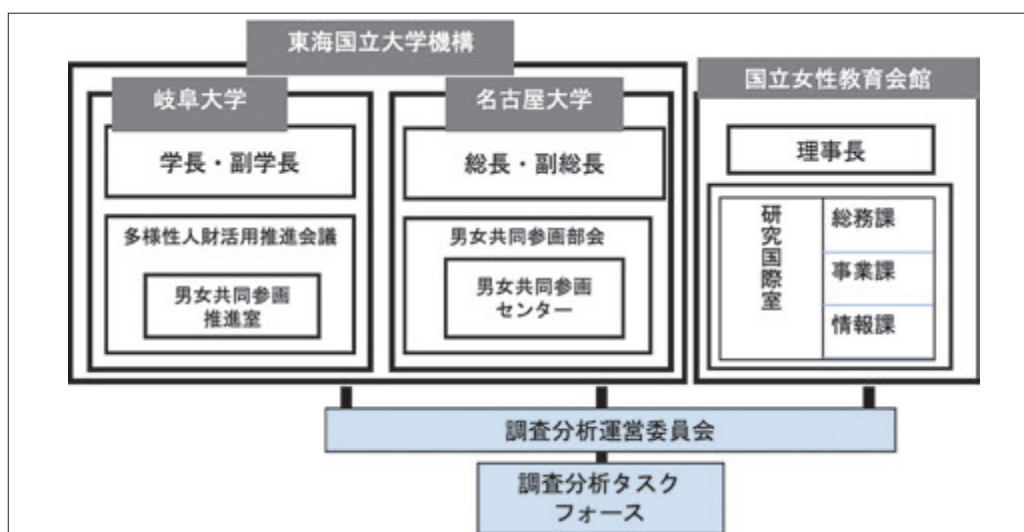 東海国立大学機構
岐阜大学
学長・副学長
多様性人財活用推進会議
男女共同参画
推進室
名古屋大学
総長・副総長
男女共同参画部会
男女共同参画
センター
国立女性教育会館
理事長
研究国際室
総務課
事業課
情報課
調査分析運営委員会
調査分析タスク
フォース